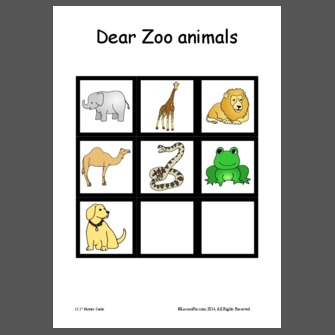 Dear Zoo animals
©LessonPix.com, 2014, All Rights Reserved